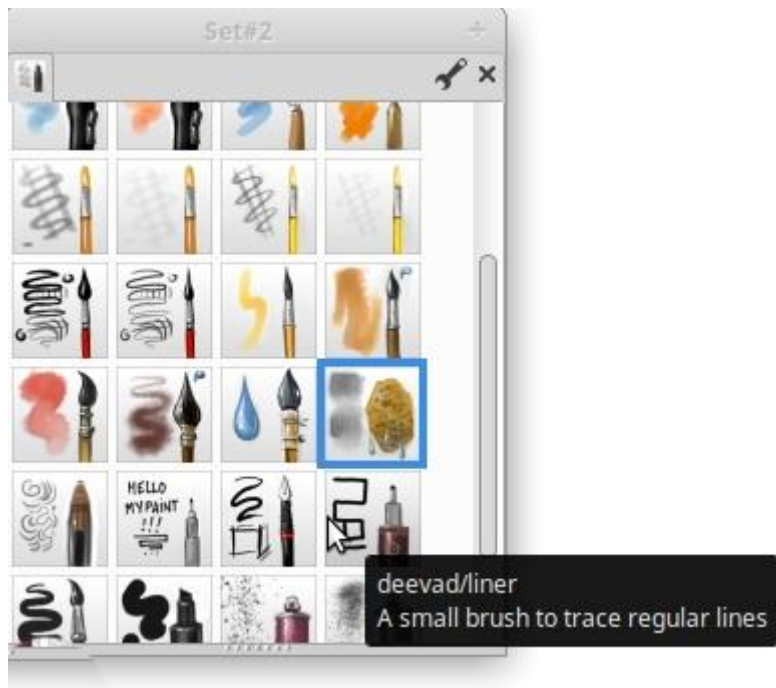 Set#2
HELLO
MYPAINT
!!!
deevad/liner
A small brush to trace regular lines